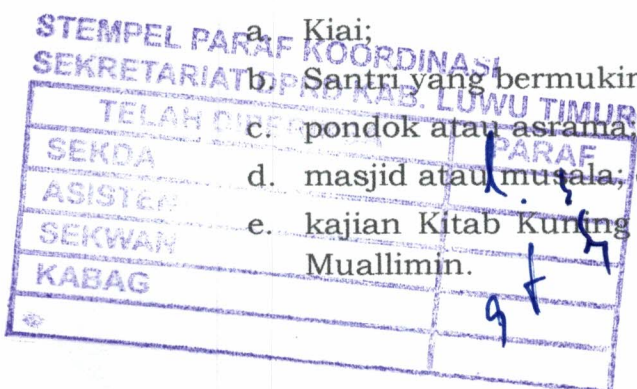 STEMPEL PARAF KOORDINASI
SEKRETARIAT DPRD KAB. LUWU TIMUR
TELAH DIPERIKSA
PARAF
SEKDA
ASISTEN
SEKWAN
KABAG
a. Kiai;
b. Santri yang bermukim
c. pondok atau asrama;
d. masjid atau musala;
e. kajian Kitab Kuning
Muallimin.